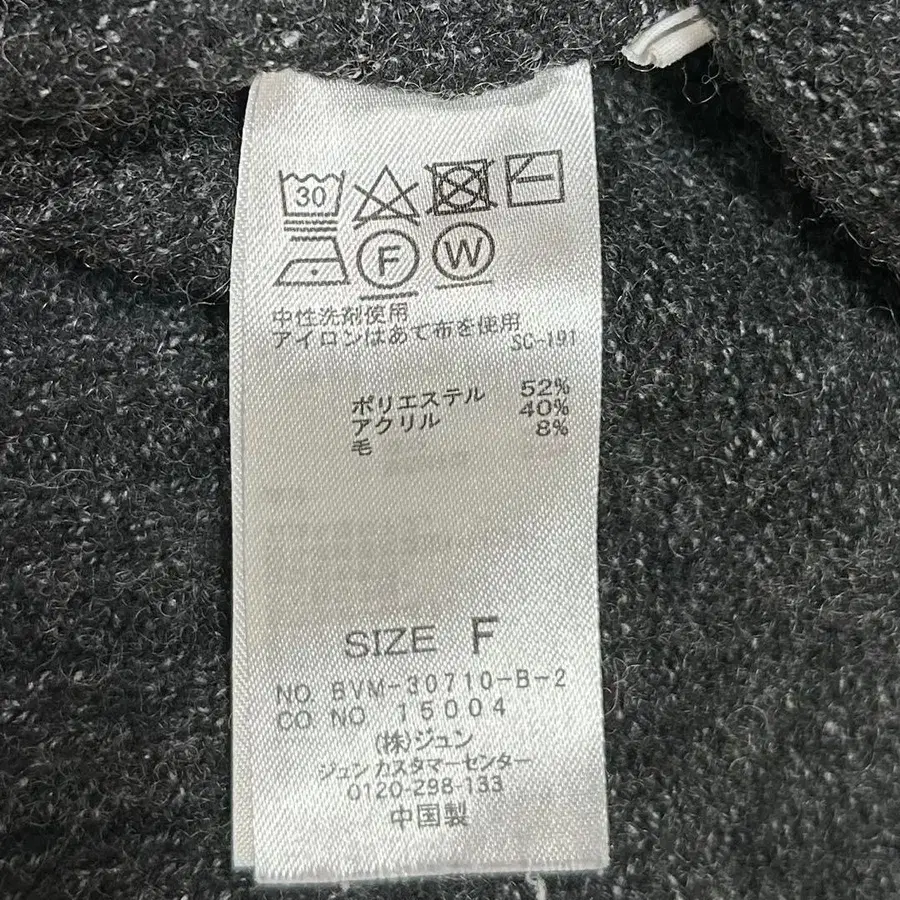 30
F W
中性洗剤使用
アイロンはあて布を使用
SC-191
ポリエステル 52%
アクリル 40%
毛 8%
SIZE F
NO. BVM-30710-B-2
CO NO 15004
(株)ジュン
ジュン カスタマーセンター
0120-298-133
中国製